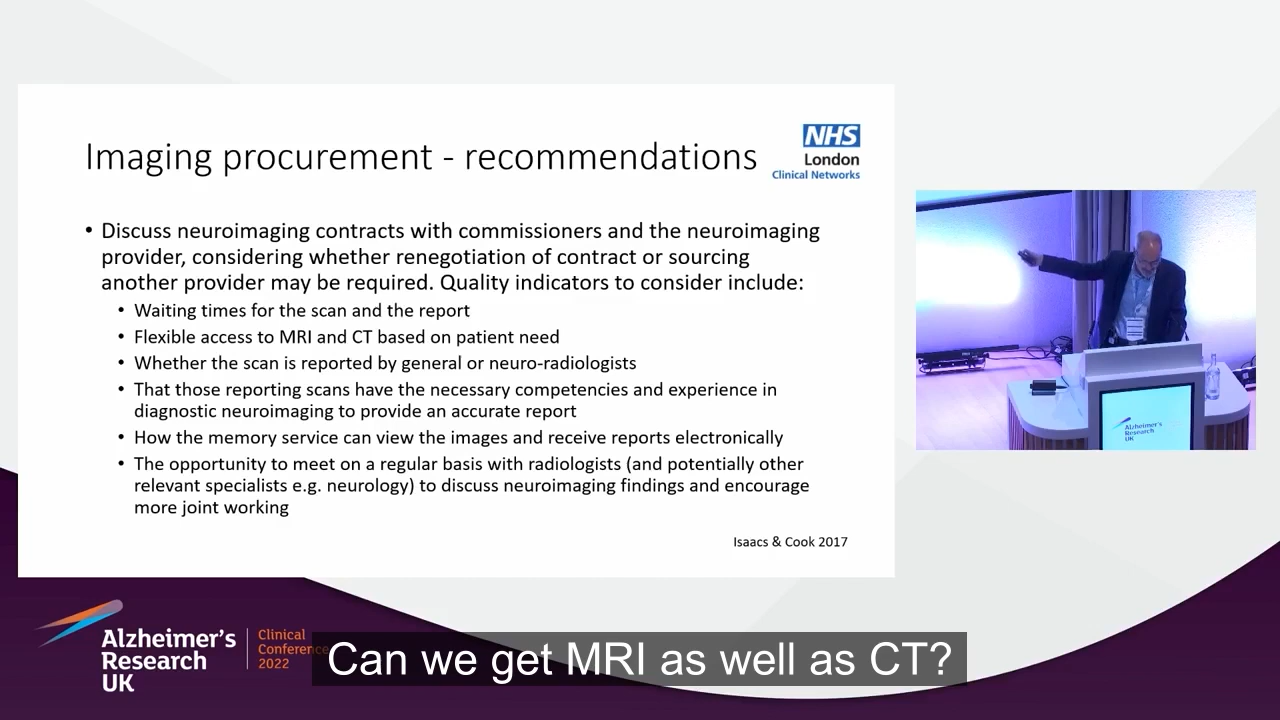 Imaging procurement - recommendations
NHS
London
Clinical Networks
• Discuss neuroimaging contracts with commissioners and the neuroimaging
provider, considering whether renegotiation of contract or sourcing
another provider may be required. Quality indicators to consider include:
• Waiting times for the scan and the report
• Flexible access to MRI and CT based on patient need
• Whether the scan is reported by general or neuro-radiologists
• That those reporting scans have the necessary competencies and experience in
diagnostic neuroimaging to provide an accurate report
• How the memory service can view the images and receive reports electronically
• The opportunity to meet on a regular basis with radiologists (and potentially other
relevant specialists e.g. neurology) to discuss neuroimaging findings and encourage
more joint working
Isaacs & Cook 2017
Alzheimer's
Research
UK
Alzheimer's
Research
UK
Clinical
Conference
2022
Can we get MRI as well as CT?